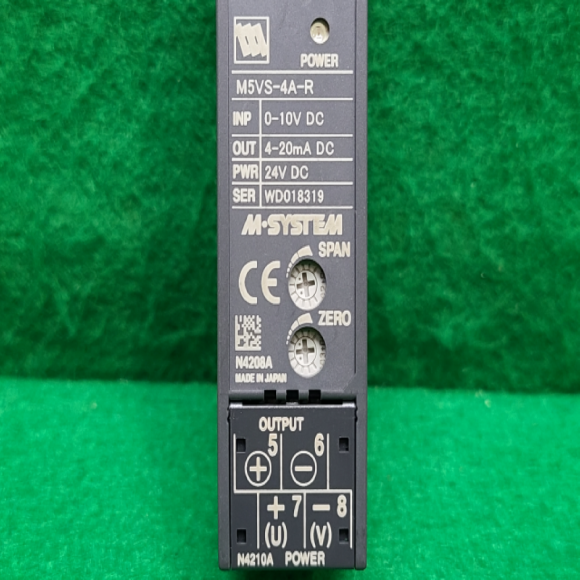 POWER
M5VS-4A-R
INP 0-10V DC
OUT 4-20mA DC
PWR 24V DC
SER WD018319
M·SYSTEM
SPAN
CE
ZERO
N4208A
MADE IN JAPAN
OUTPUT
5 6
+ −
+ 7 − 8
(U) (V)
N4210A POWER